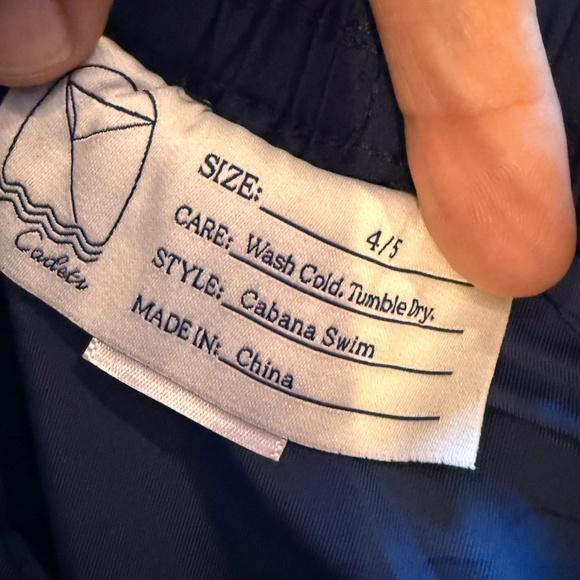 Cadets
SIZE: 4/5
CARE: Wash Cold. Tumble Dry.
STYLE: Cabana Swim
MADE IN: China